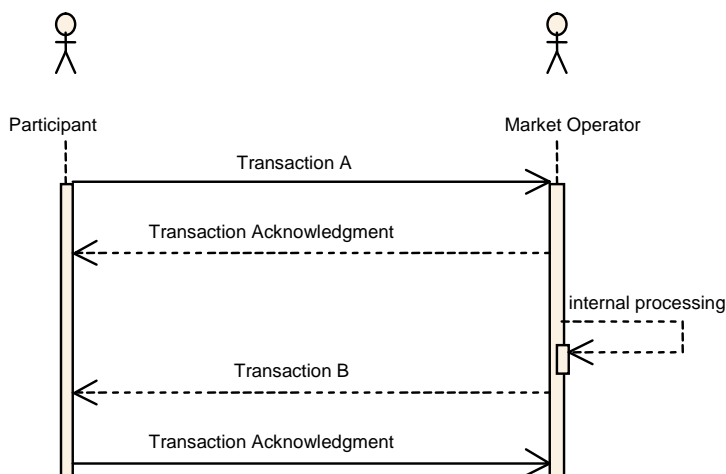 Participant
Market Operator
Transaction A
Transaction Acknowledgment
internal processing
Transaction B
Transaction Acknowledgment